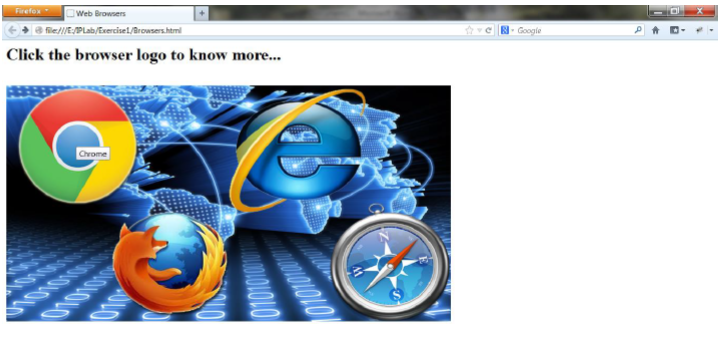 Firefox
Web Browsers
file:///E:/IPLab/Exercise1/Browsers.html
Google
Click the browser logo to know more...
Chrome
N
E
W
S